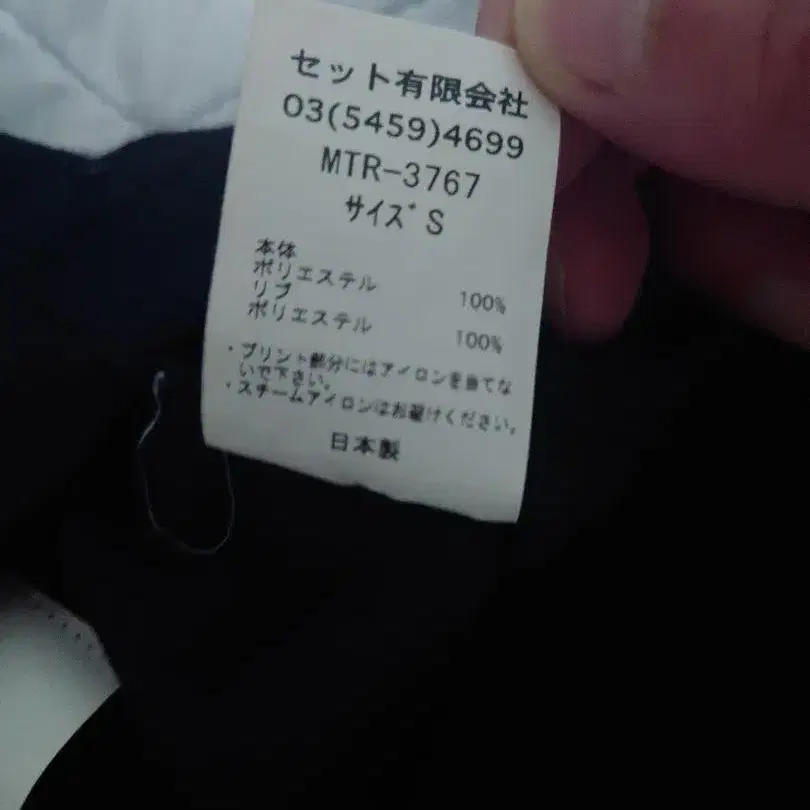 セット有限会社
03(5459)4699
MTR-3767
サイズ S
本体
ポリエステル 100%
リブ
ポリエステル 100%
・プリント部分にはアイロンを当てな
いで下さい。
・スチームアイロンはお避けください。
日本製